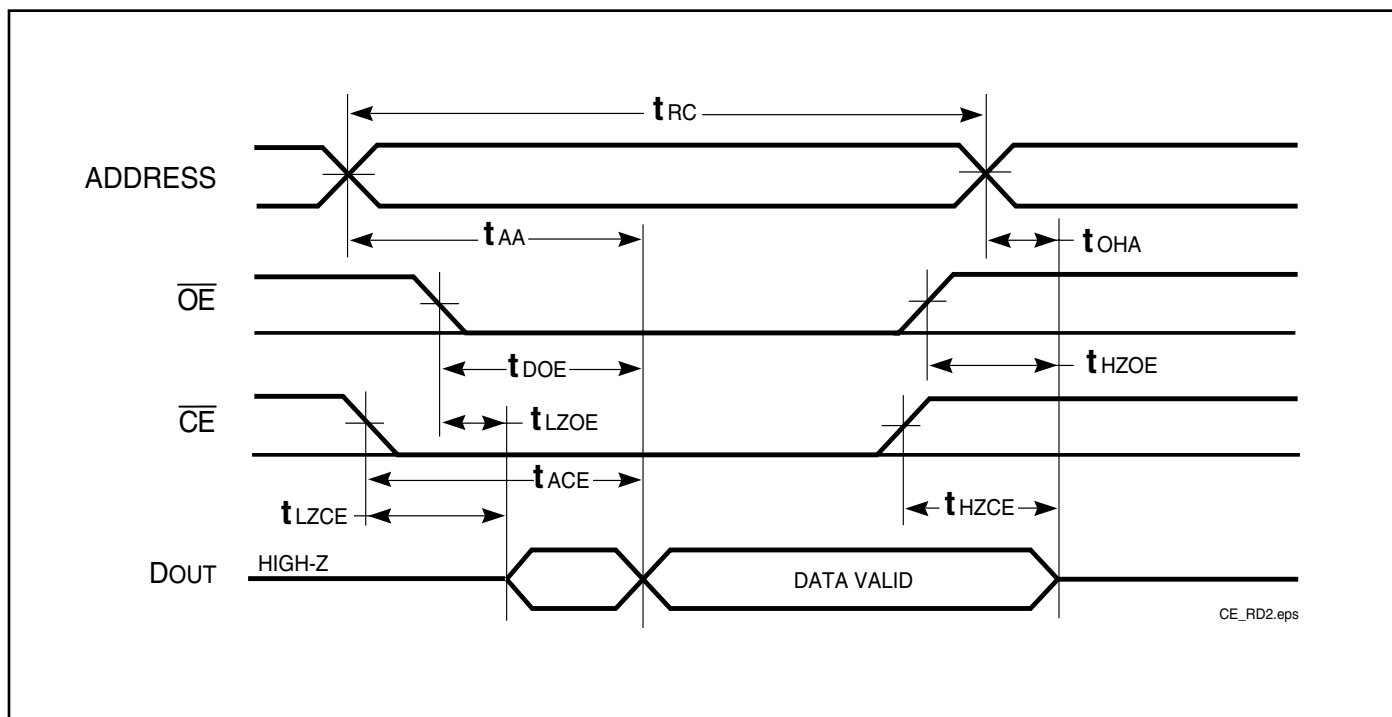 tRC
ADDRESS
tAA
tOHA
OE
tDOE
tHZOE
CE
tLZOE
tACE
tLZCE
tHZCE
DOUT
HIGH-Z
DATA VALID
CE_RD2.eps